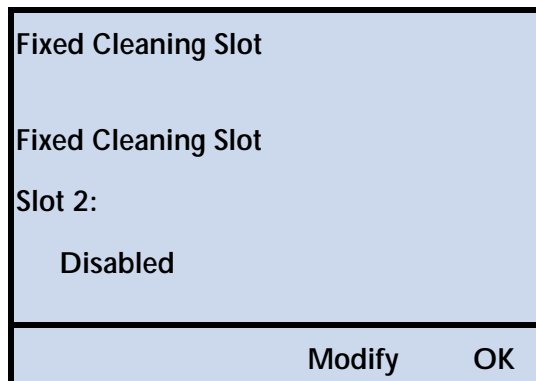 Fixed Cleaning Slot
Fixed Cleaning Slot
Slot 2:
Disabled
Modify OK